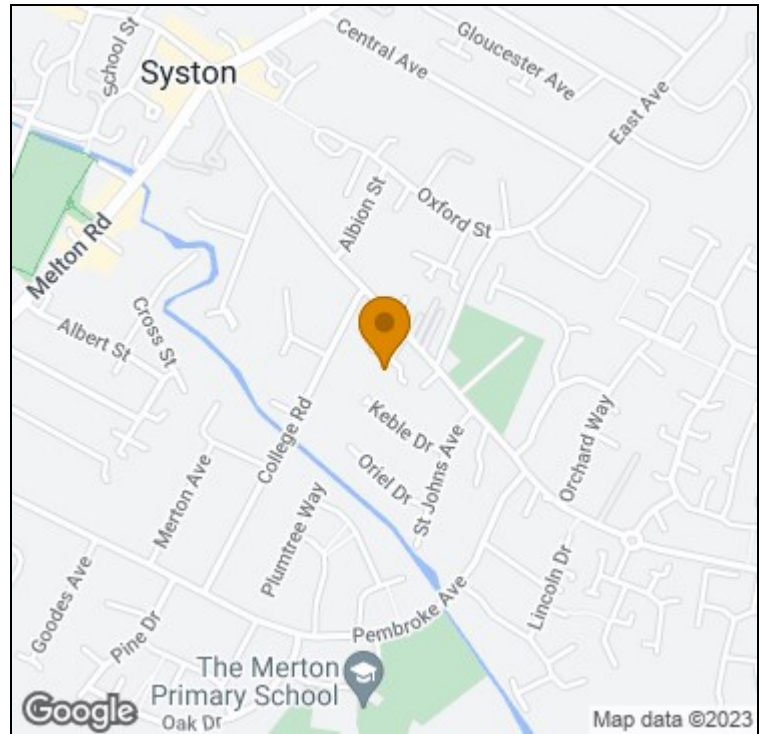 School St
Syston
Central Ave
Gloucester Ave
East Ave
Albion St
Oxford St
Melton Rd
Albert St
Cross St
College Rd
Keble Dr
Oriel Dr
St Johns Ave
Orchard Way
Merton Ave
Plumtree Way
Goodes Ave
Pine Dr
Pembroke Ave
Lincoln Dr
The Merton
Primary School
Oak Dr
Google
Map data ©2023